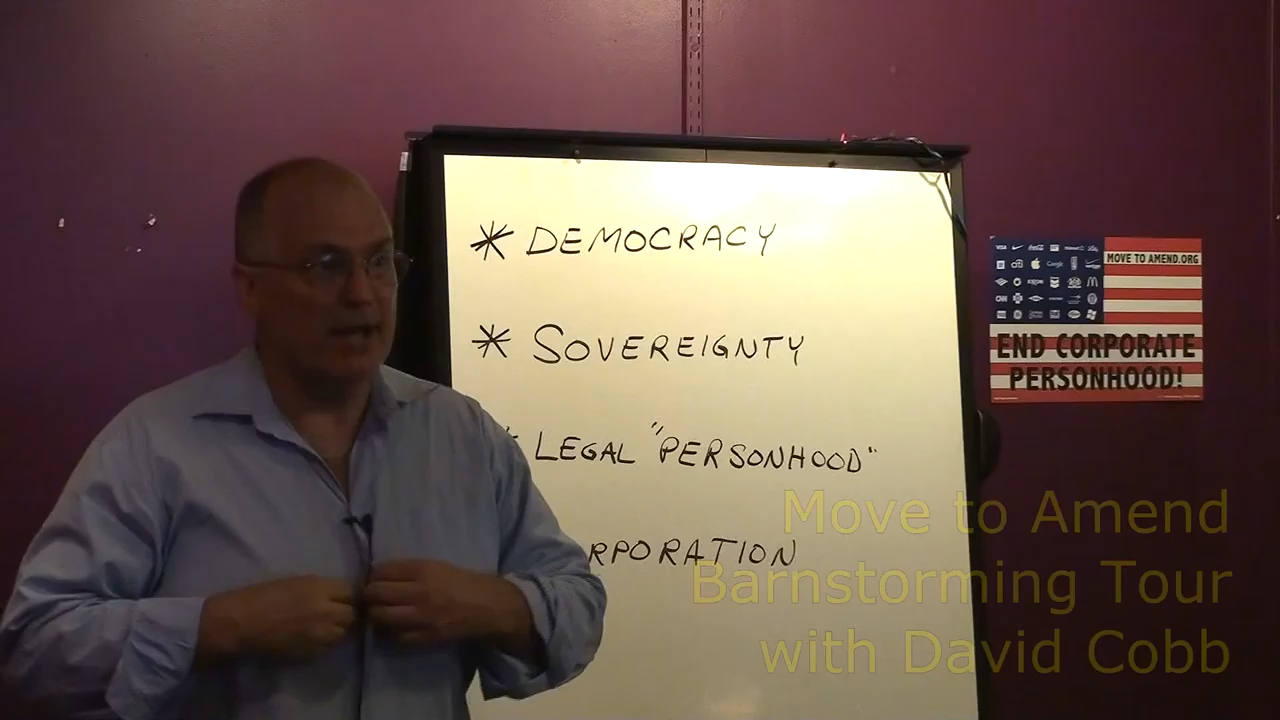 * DEMOCRACY
* SOVEREIGNTY
LEGAL "PERSONHOOD"
RPORATION
MOVE TO AMEND.ORG
END CORPORATE
PERSONHOOD!
Move to Amend
Barnstorming Tour
with David Cobb